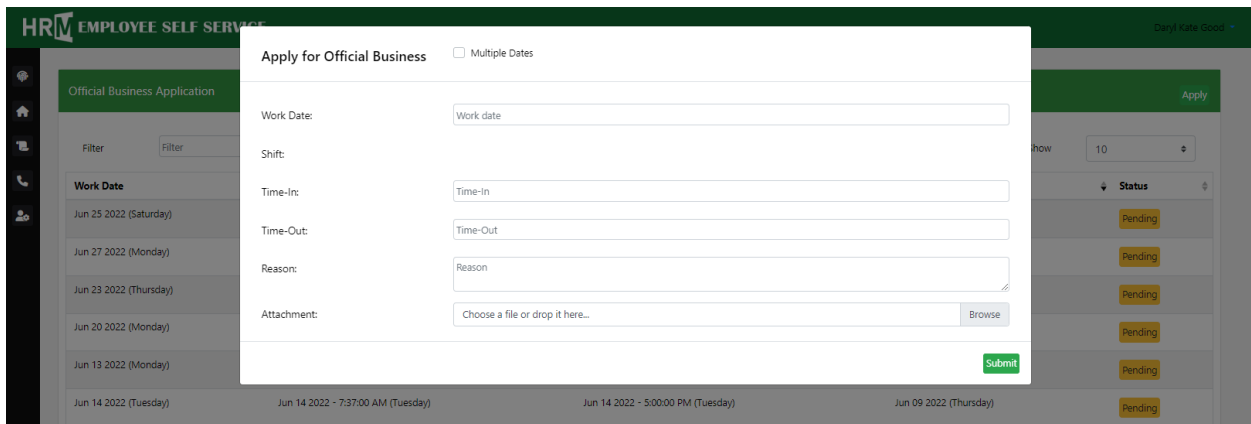 HRM EMPLOYEE SELF SERVICE
Daryl Kate Good
Apply for Official Business
Multiple Dates
Official Business Application
Apply
Work Date:
Work date
Filter
Filter
Shift:
Show
10
Work Date
Time-In:
Time-In
Status
Jun 25 2022 (Saturday)
Pending
Time-Out:
Time-Out
Jun 27 2022 (Monday)
Pending
Reason:
Reason
Jun 23 2022 (Thursday)
Pending
Attachment:
Choose a file or drop it here...
Browse
Jun 20 2022 (Monday)
Pending
Submit
Jun 13 2022 (Monday)
Pending
Jun 14 2022 (Tuesday)
Jun 14 2022 - 7:37:00 AM (Tuesday)
Jun 14 2022 - 5:00:00 PM (Tuesday)
Jun 09 2022 (Thursday)
Pending